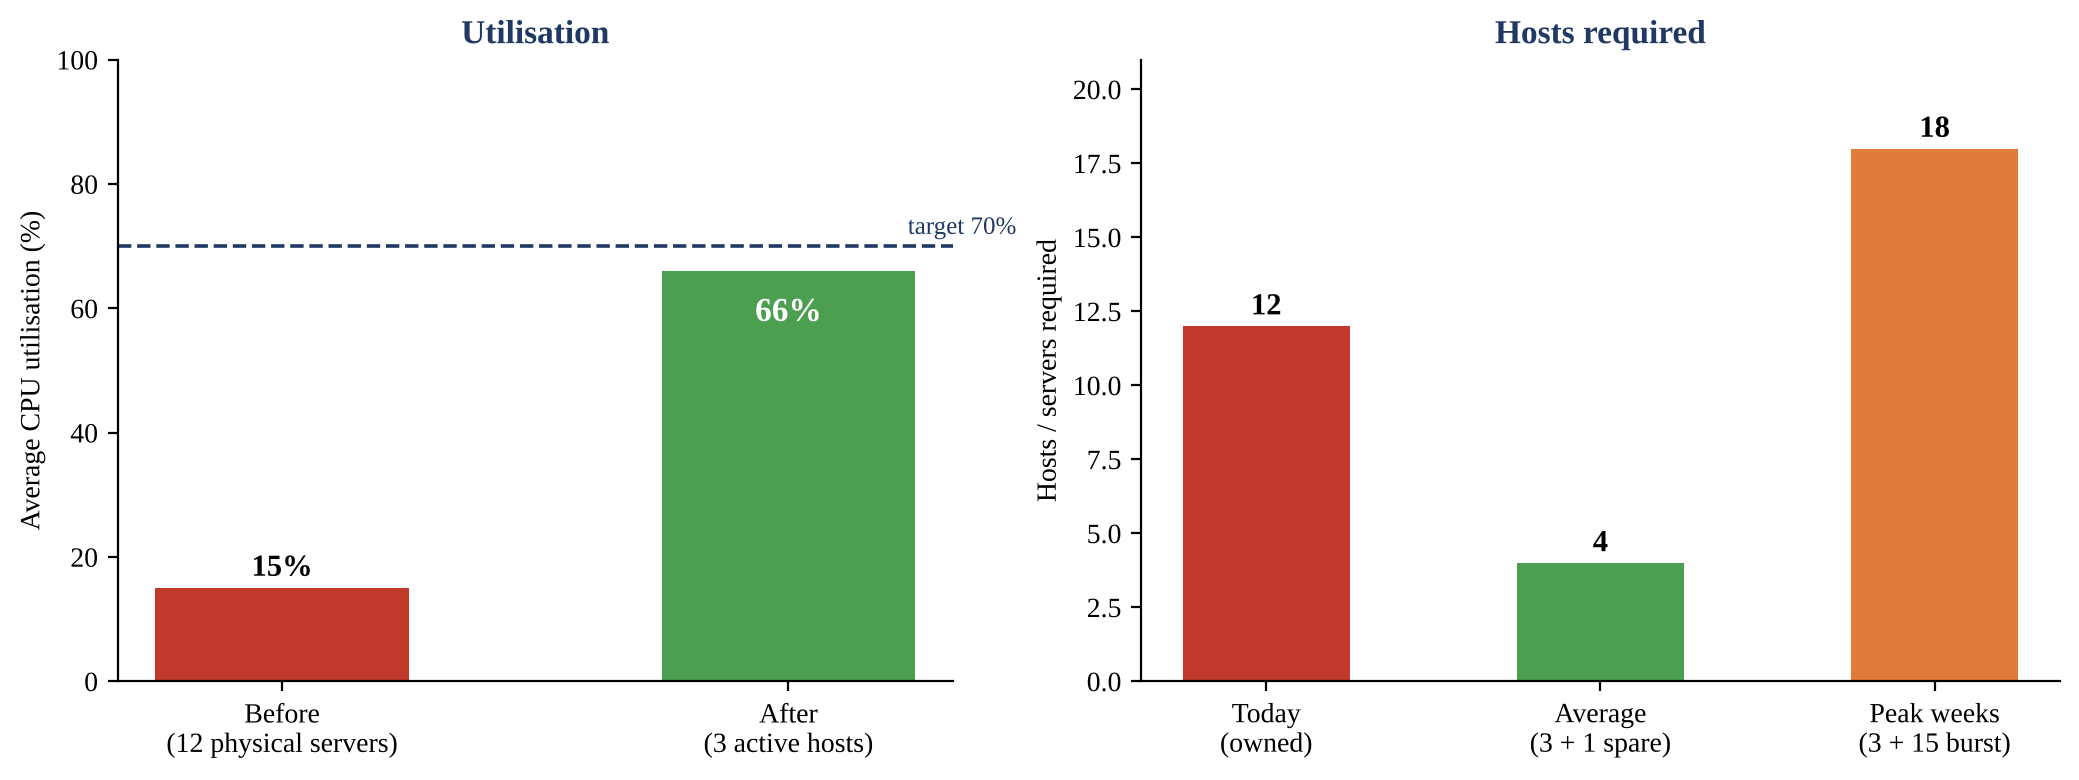 Utilisation
Average CPU utilisation (%)
100
80
60
40
20
0
target 70%
15%
66%
Before
(12 physical servers)
After
(3 active hosts)
Hosts required
Hosts / servers required
20.0
17.5
15.0
12.5
10.0
7.5
5.0
2.5
0.0
12
4
18
Today
(owned)
Average
(3 + 1 spare)
Peak weeks
(3 + 15 burst)